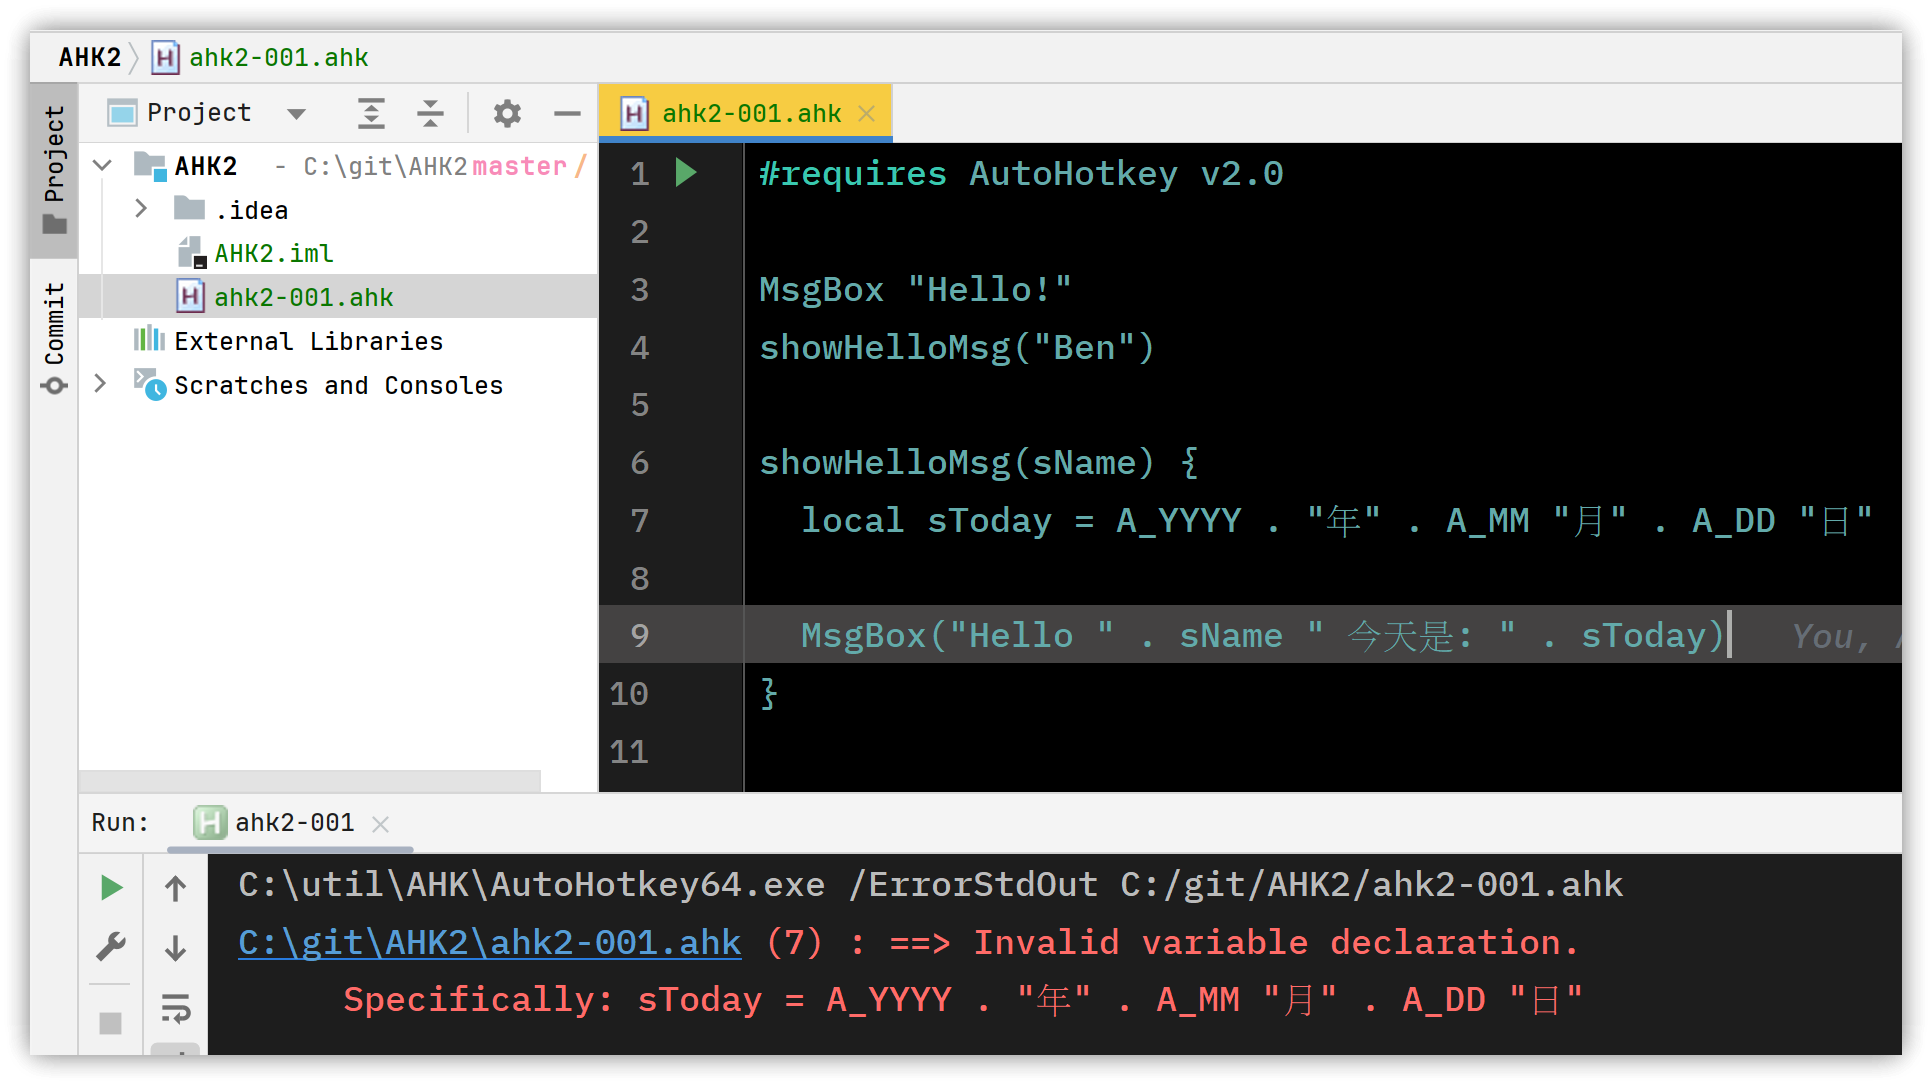 AHK2 ahk2-001.ahk
Project
Commit
Project
AHK2 - C:\git\AHK2 master /
.idea
AHK2.iml
ahk2-001.ahk
External Libraries
Scratches and Consoles
ahk2-001.ahk
1 #requires AutoHotkey v2.0
2
3 MsgBox "Hello!"
4 showHelloMsg("Ben")
5
6 showHelloMsg(sName) {
7 local sToday = A_YYYY . "年" . A_MM "月" . A_DD "日"
8
9 MsgBox("Hello " . sName " 今天是: " . sToday) You,
10 }
11
Run: ahk2-001
C:\util\AHK\AutoHotkey64.exe /ErrorStdOut C:/git/AHK2/ahk2-001.ahk
C:\git\AHK2\ahk2-001.ahk (7) : ==> Invalid variable declaration.
Specifically: sToday = A_YYYY . "年" . A_MM "月" . A_DD "日"